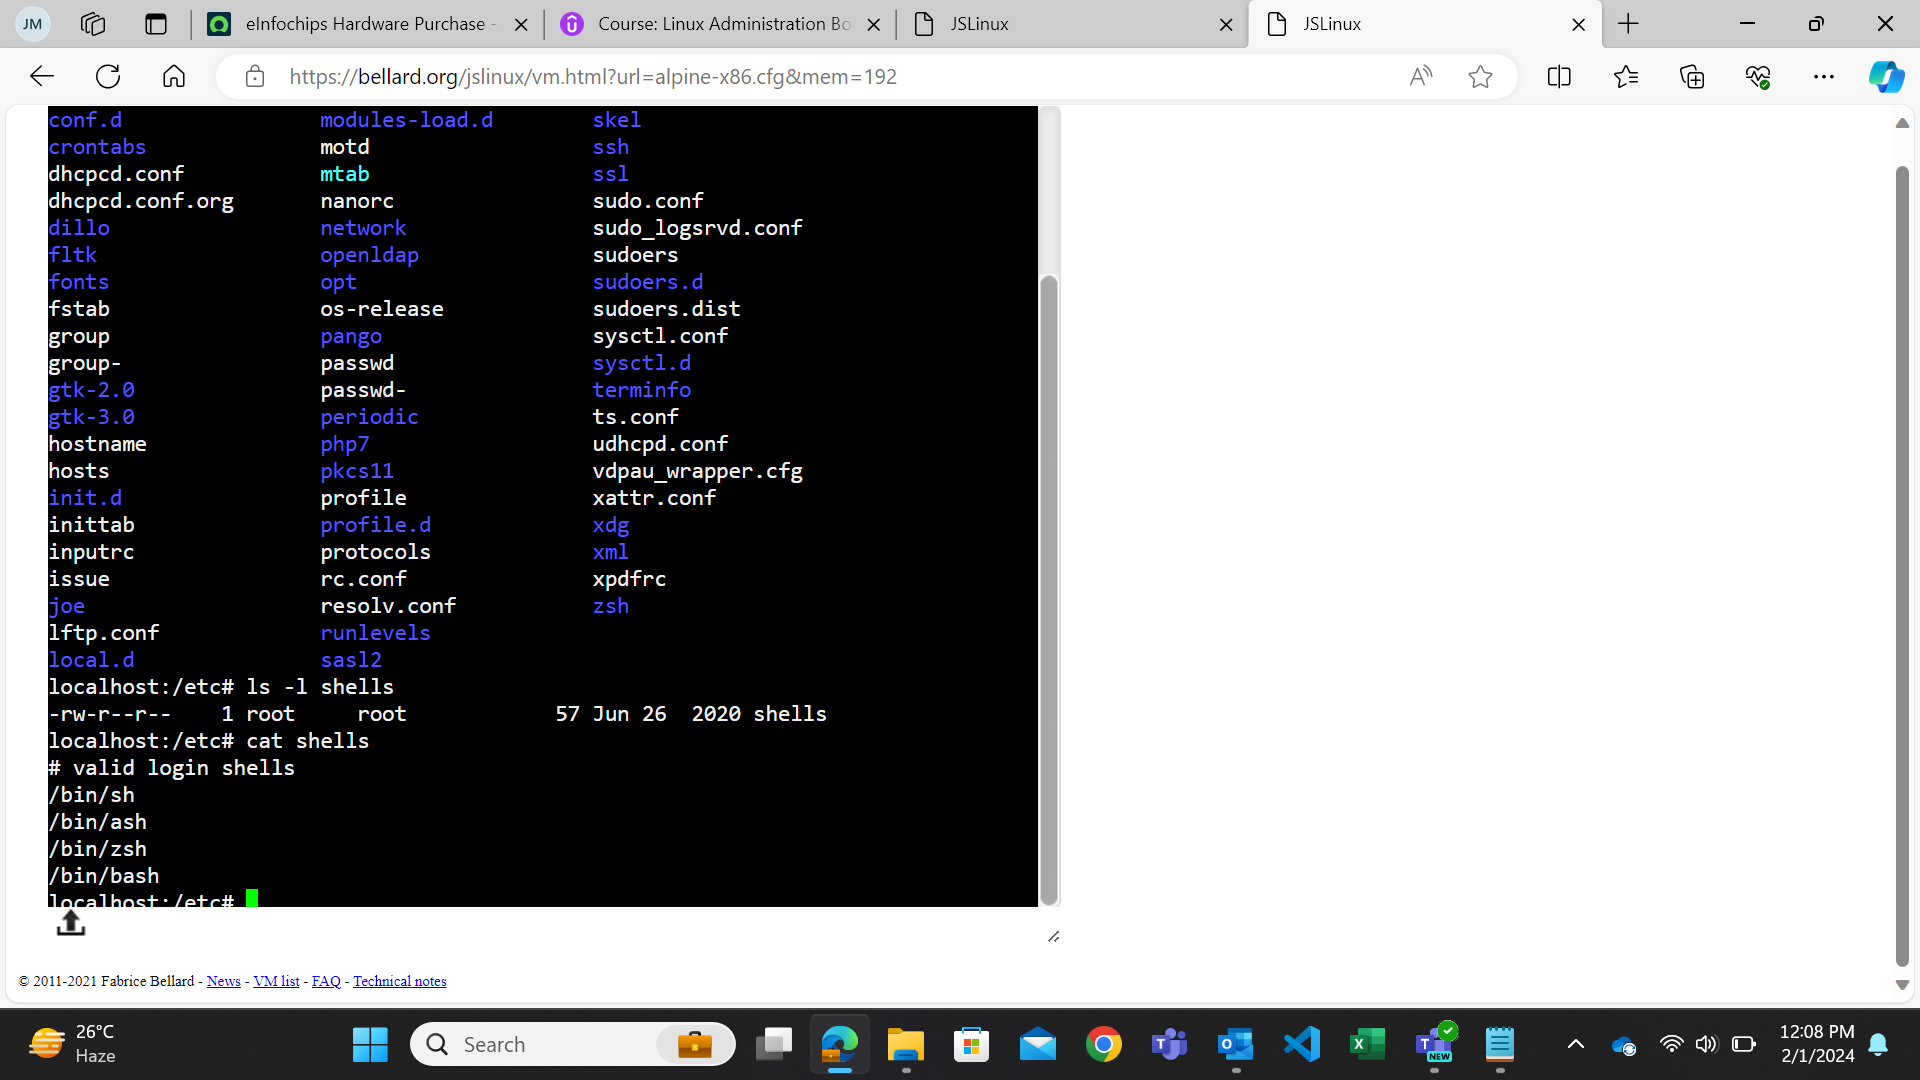 JM
eInfochips Hardware Purchase -
Course: Linux Administration Bo
JSLinux
JSLinux
https://bellard.org/jslinux/vm.html?url=alpine-x86.cfg&mem=192
conf.d modules-load.d skel
crontabs motd ssh
dhcpcd.conf mtab ssl
dhcpcd.conf.org nanorc sudo.conf
dillo network sudo_logsrvd.conf
fltk openldap sudoers
fonts opt sudoers.d
fstab os-release sudoers.dist
group pango sysctl.conf
group- passwd sysctl.d
gtk-2.0 passwd- terminfo
gtk-3.0 periodic ts.conf
hostname php7 udhcpd.conf
hosts pkcs11 vdpau_wrapper.cfg
init.d profile xattr.conf
inittab profile.d xdg
inputrc protocols xml
issue rc.conf xpdfrc
joe resolv.conf zsh
lftp.conf runlevels
local.d sasl2
localhost:/etc# ls -l shells
-rw-r--r-- 1 root root 57 Jun 26 2020 shells
localhost:/etc# cat shells
# valid login shells
/bin/sh
/bin/ash
/bin/zsh
/bin/bash
localhost:/etc#
© 2011-2021 Fabrice Bellard - News - VM list - FAQ - Technical notes
26°C
Haze
Search
NEW
12:08 PM
2/1/2024